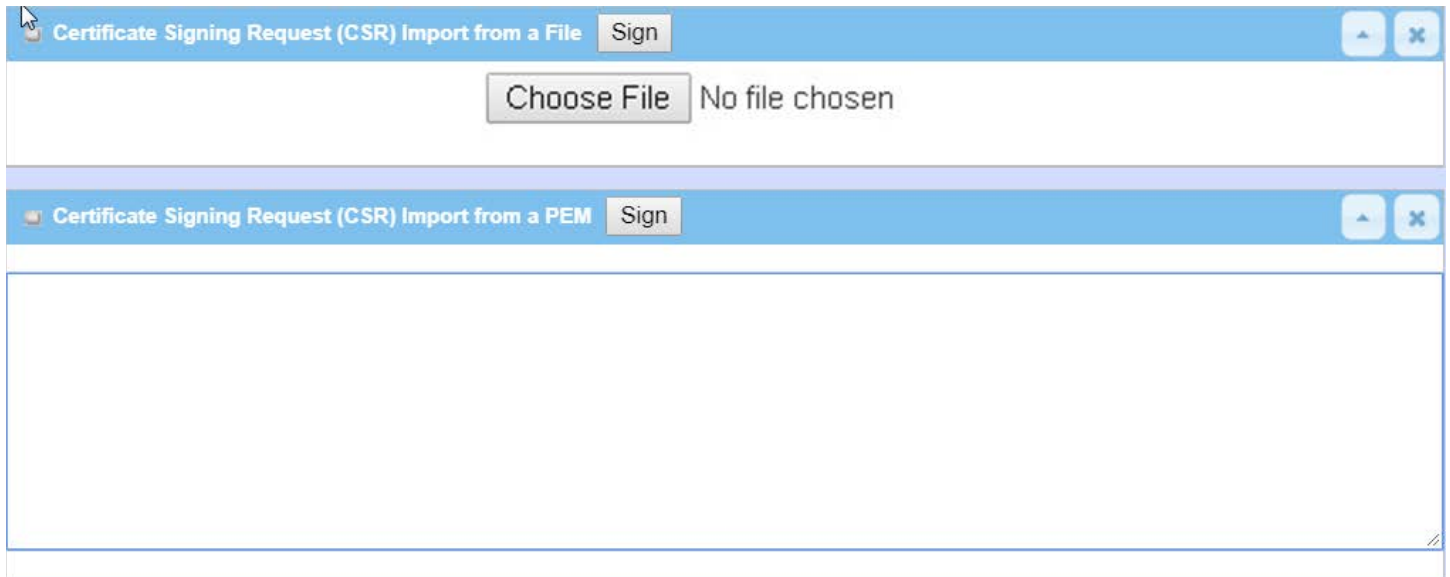 Certificate Signing Request (CSR) Import from a File Sign
Choose File No file chosen
Certificate Signing Request (CSR) Import from a PEM Sign